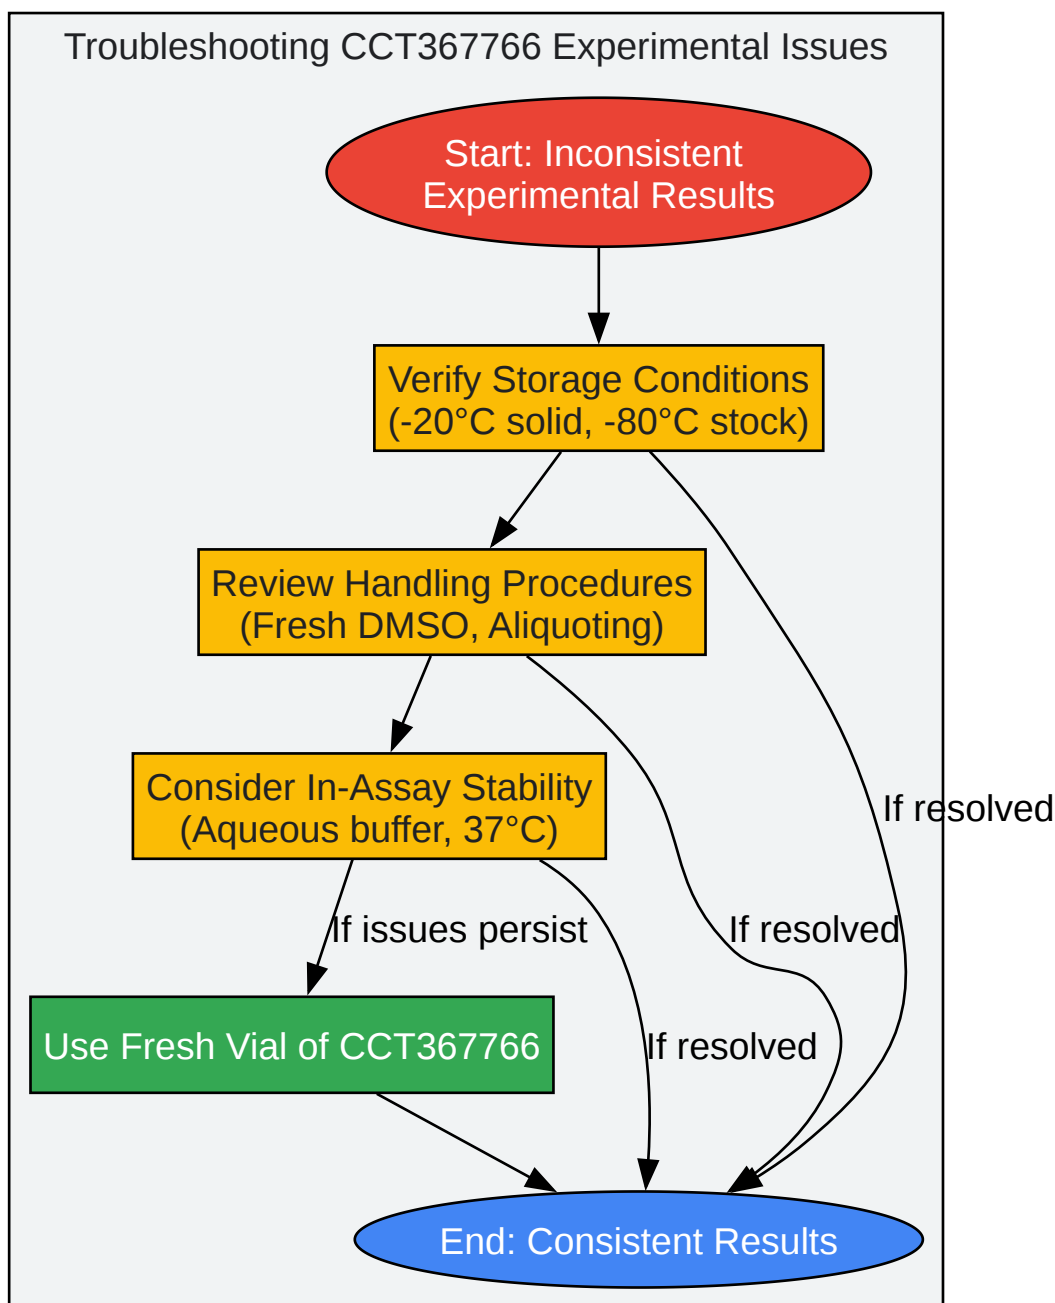 Troubleshooting CCT367766 Experimental Issues
Start: Inconsistent
Experimental Results
Verify Storage Conditions
(-20°C solid, -80°C stock)
Review Handling Procedures
(Fresh DMSO, Aliquoting)
Consider In-Assay Stability
(Aqueous buffer, 37°C)
If resolved
If issues persist
If resolved
Use Fresh Vial of CCT367766
If resolved
End: Consistent Results